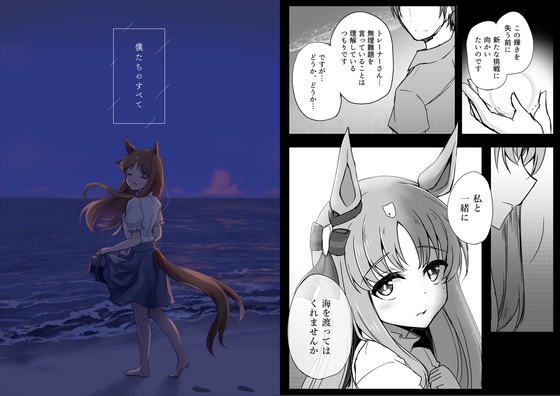 僕たちのすべて
この輝きを
失う前に
新たな挑戦に
向かい
たいのです
トレーナーさん…
無理難題を
言っていることは
理解している
つもりです
ですが…
どうか、どうか…
私と
一緒に
海を渡っては
くれませんか